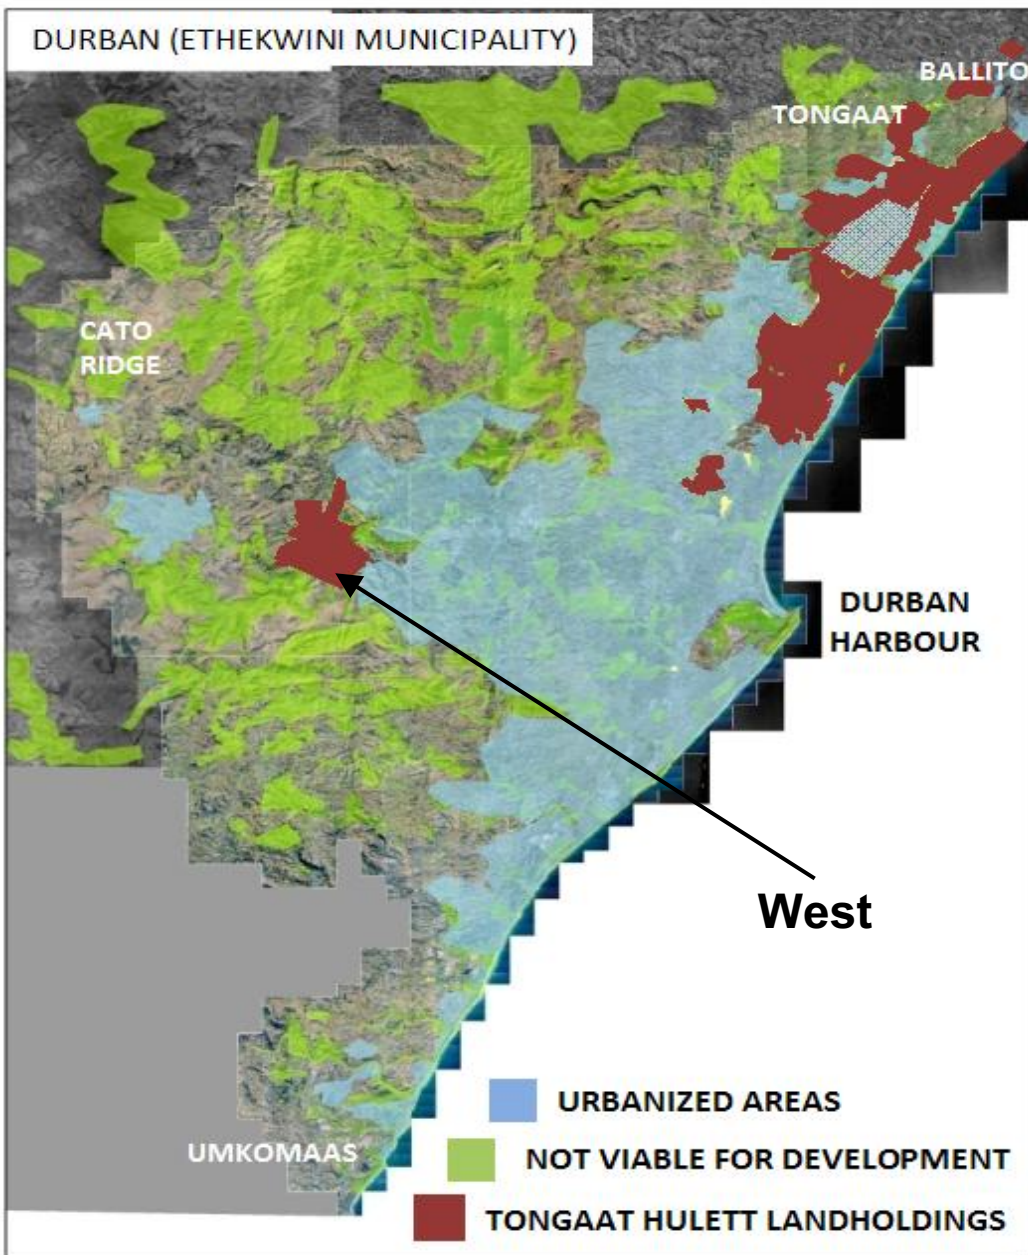 DURBAN (ETHEKWINI MUNICIPALITY)
BALLITO
TONGAAT
CATO
RIDGE
DURBAN
HARBOUR
West
URBANIZED AREAS
UMKOMAAS
NOT VIABLE FOR DEVELOPMENT
TONGAAT HULETT LANDHOLDINGS